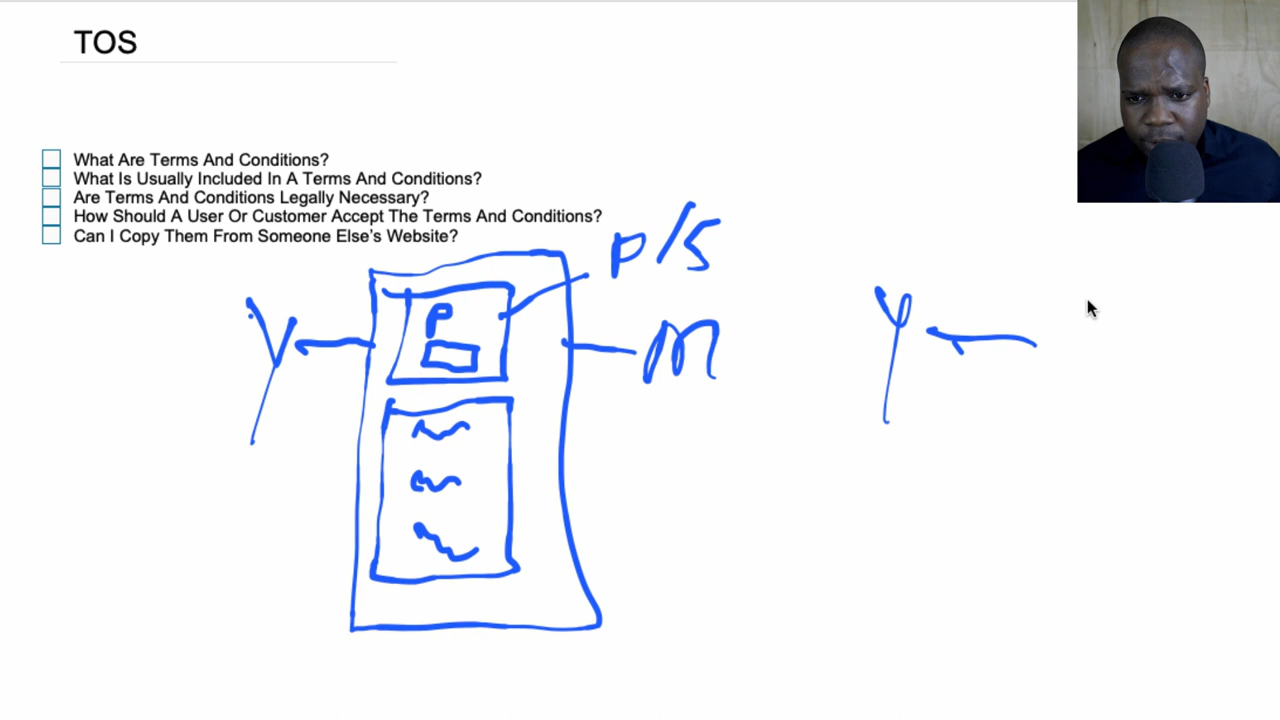 TOS
What Are Terms And Conditions?
What Is Usually Included In A Terms And Conditions?
Are Terms And Conditions Legally Necessary?
How Should A User Or Customer Accept The Terms And Conditions?
Can I Copy Them From Someone Else's Website?
P/S
P
Y
M
Y